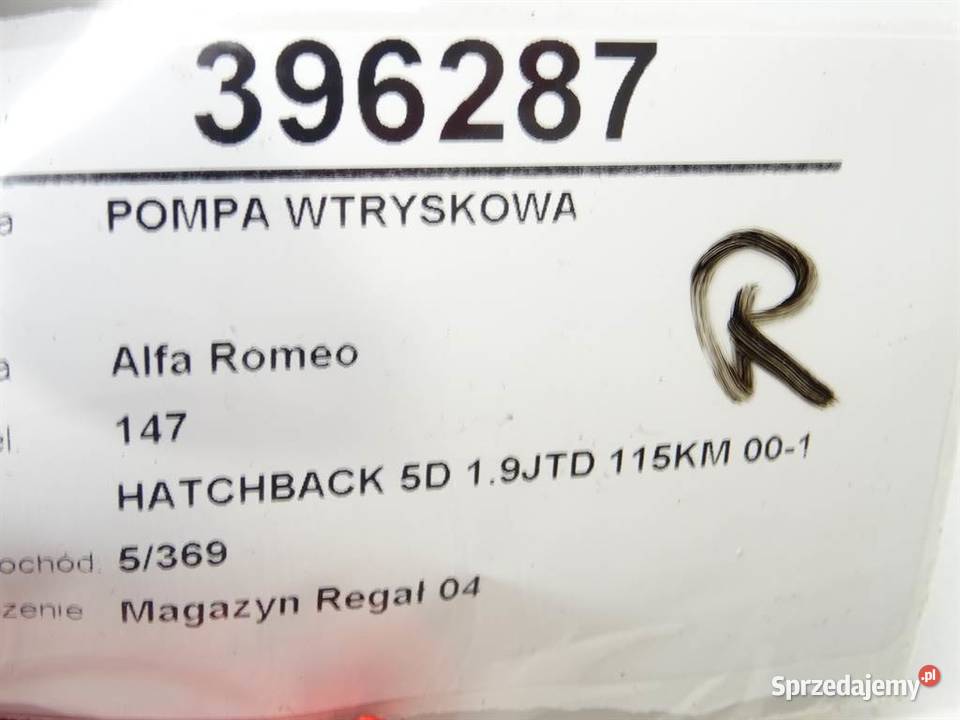 396287
a POMPA WTRYSKOWA
R
a Alfa Romeo
el 147
HATCHBACK 5D 1.9JTD 115KM 00-1
ochód 5/369
zenie Magazyn Regał 04
Sprzedajemy.pl